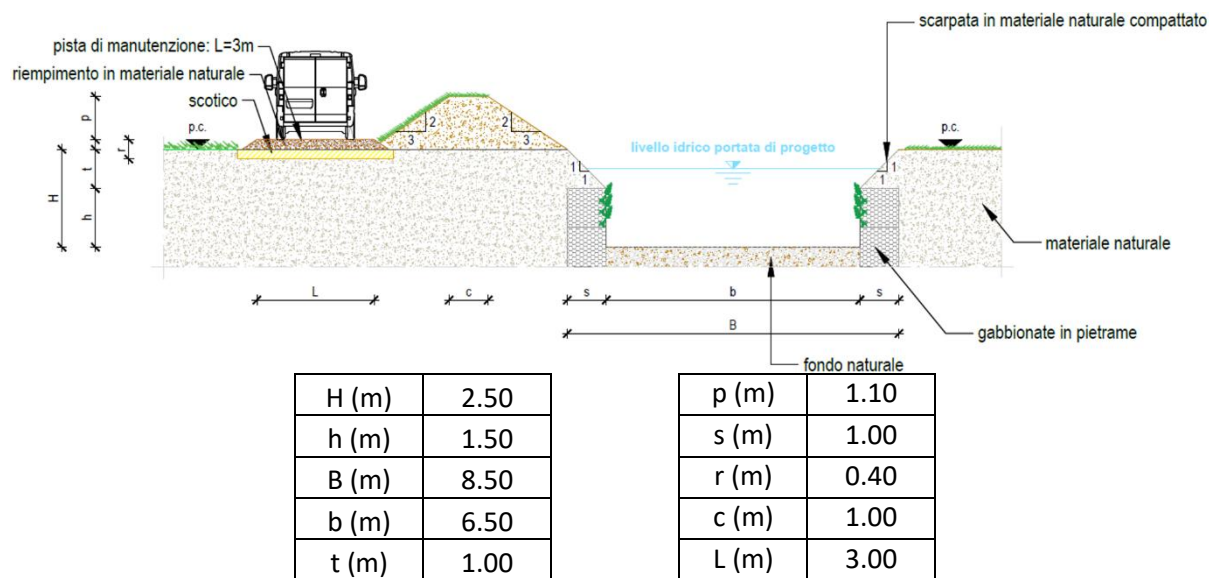 scarpata in materiale naturale compattato
pista di manutenzione: L=3m
riempimento in materiale naturale
scotico
p.c.
p
r
2
3
2
3
livello idrico portata di progetto
1
1
1
1
p.c.
H
t
h
materiale naturale
L
c
s
b
s
B
gabbionate in pietrame
fondo naturale
H (m) 2.50
h (m) 1.50
B (m) 8.50
b (m) 6.50
t (m) 1.00
p (m) 1.10
s (m) 1.00
r (m) 0.40
c (m) 1.00
L (m) 3.00